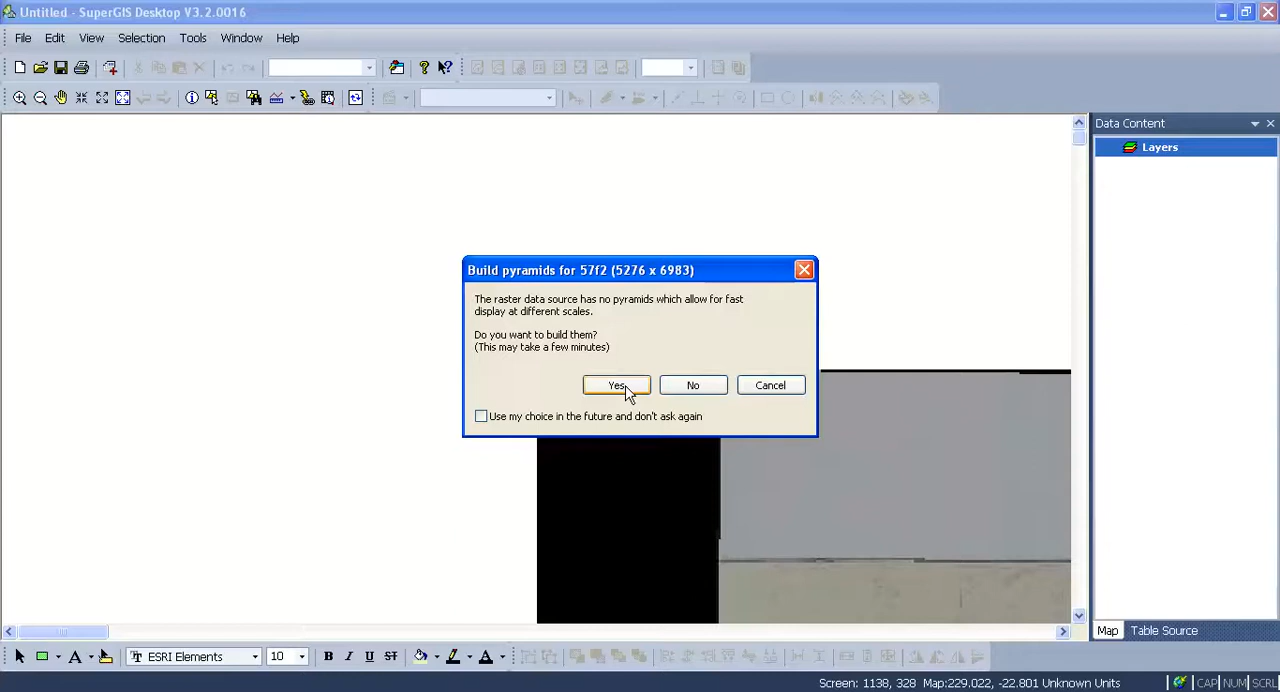 Untitled - SuperGIS Desktop V3.2.0016
File Edit View Selection Tools Window Help
Data Content
Layers
Build pyramids for 57f2 (5276 x 6983)
The raster data source has no pyramids which allow for fast
display at different scales.
Do you want to build them?
(This may take a few minutes)
Yes No Cancel
Use my choice in the future and don't ask again
Map Table Source
A T ESRI Elements 10 B I U ST A
Screen: 1138, 328 Map:229.022, -22.801 Unknown Units CAP NUM SCRL